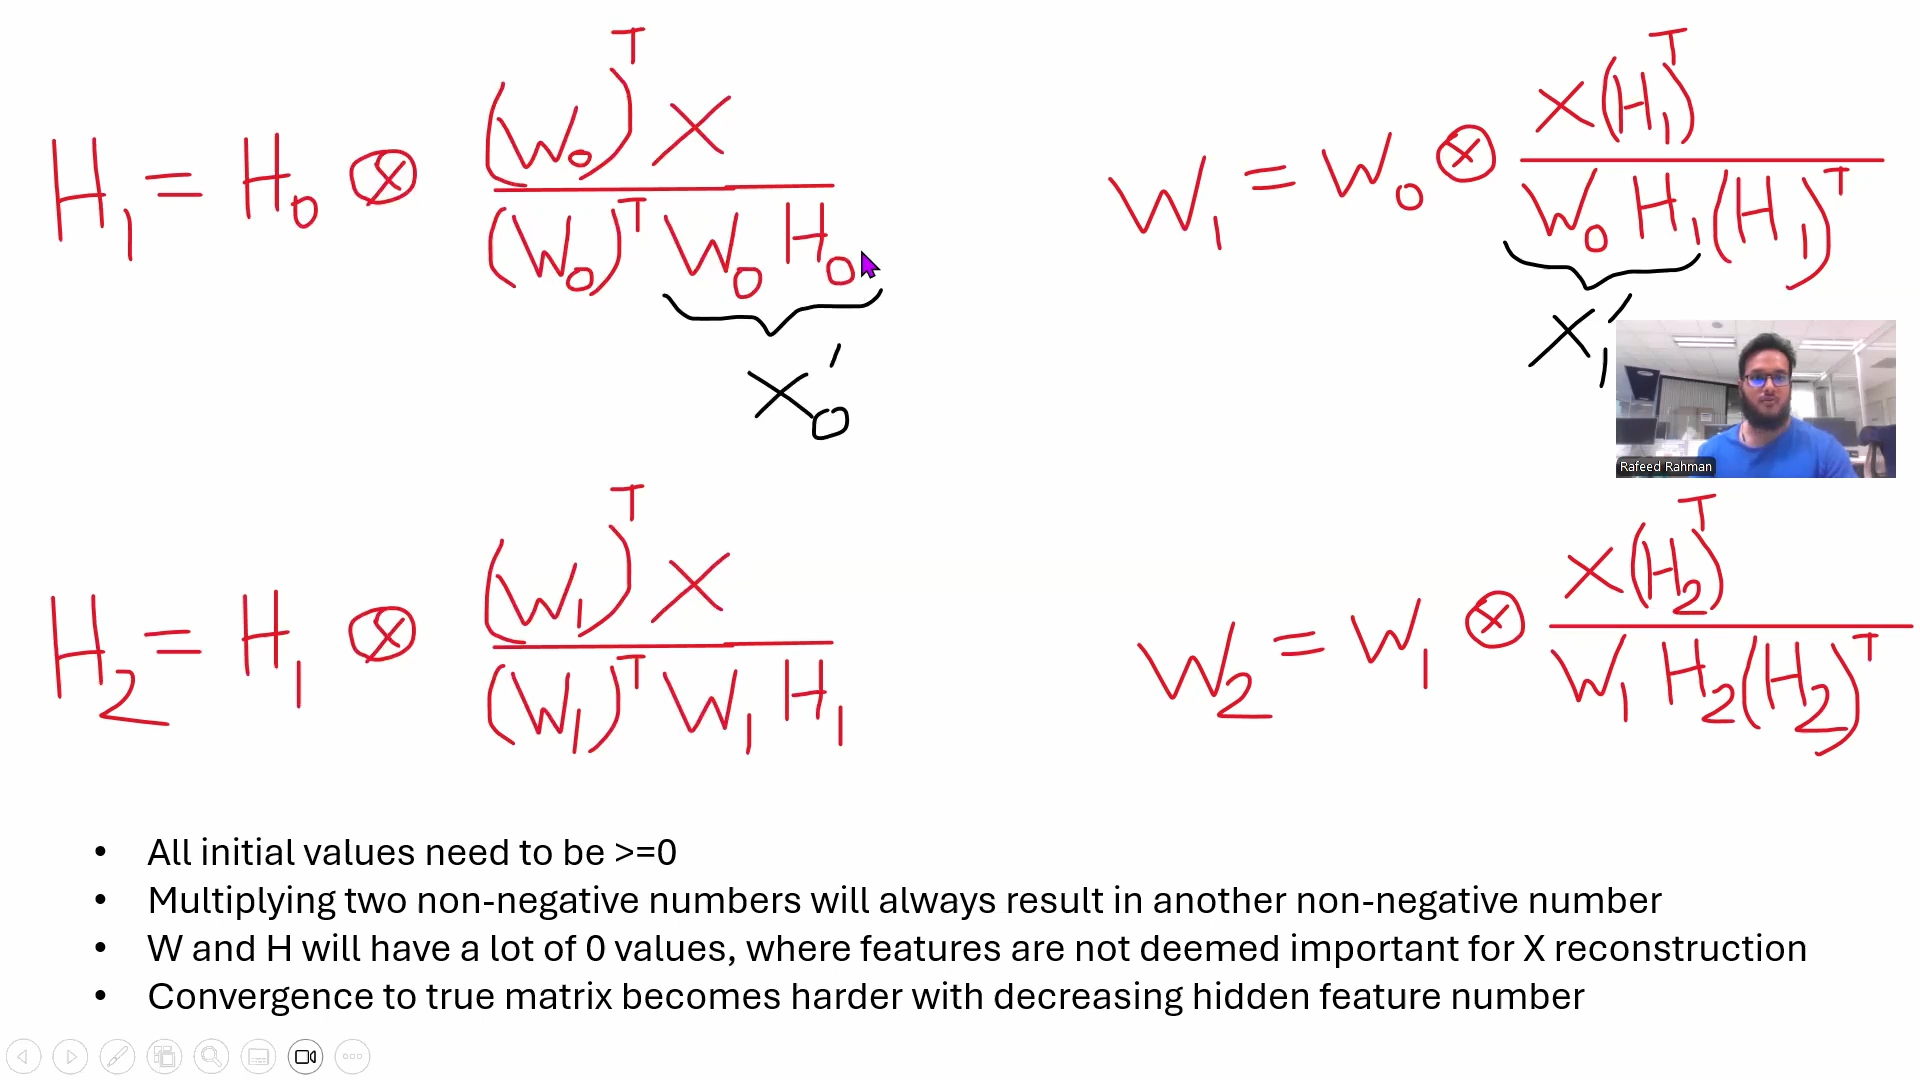 H₁ = H₀ ⊗ (W₀)ᵀ X / (W₀)ᵀ W₀ H₀
X₀′
W₁ = W₀ ⊗ X(H₁)ᵀ / W₀ H₁(H₁)ᵀ
X₁′
Rafeed Rahman
H₂ = H₁ ⊗ (W₁)ᵀ X / (W₁)ᵀ W₁ H₁
W₂ = W₁ ⊗ X(H₂)ᵀ / W₁ H₂(H₂)ᵀ
• All initial values need to be >=0
• Multiplying two non-negative numbers will always result in another non-negative number
• W and H will have a lot of 0 values, where features are not deemed important for X reconstruction
• Convergence to true matrix becomes harder with decreasing hidden feature number